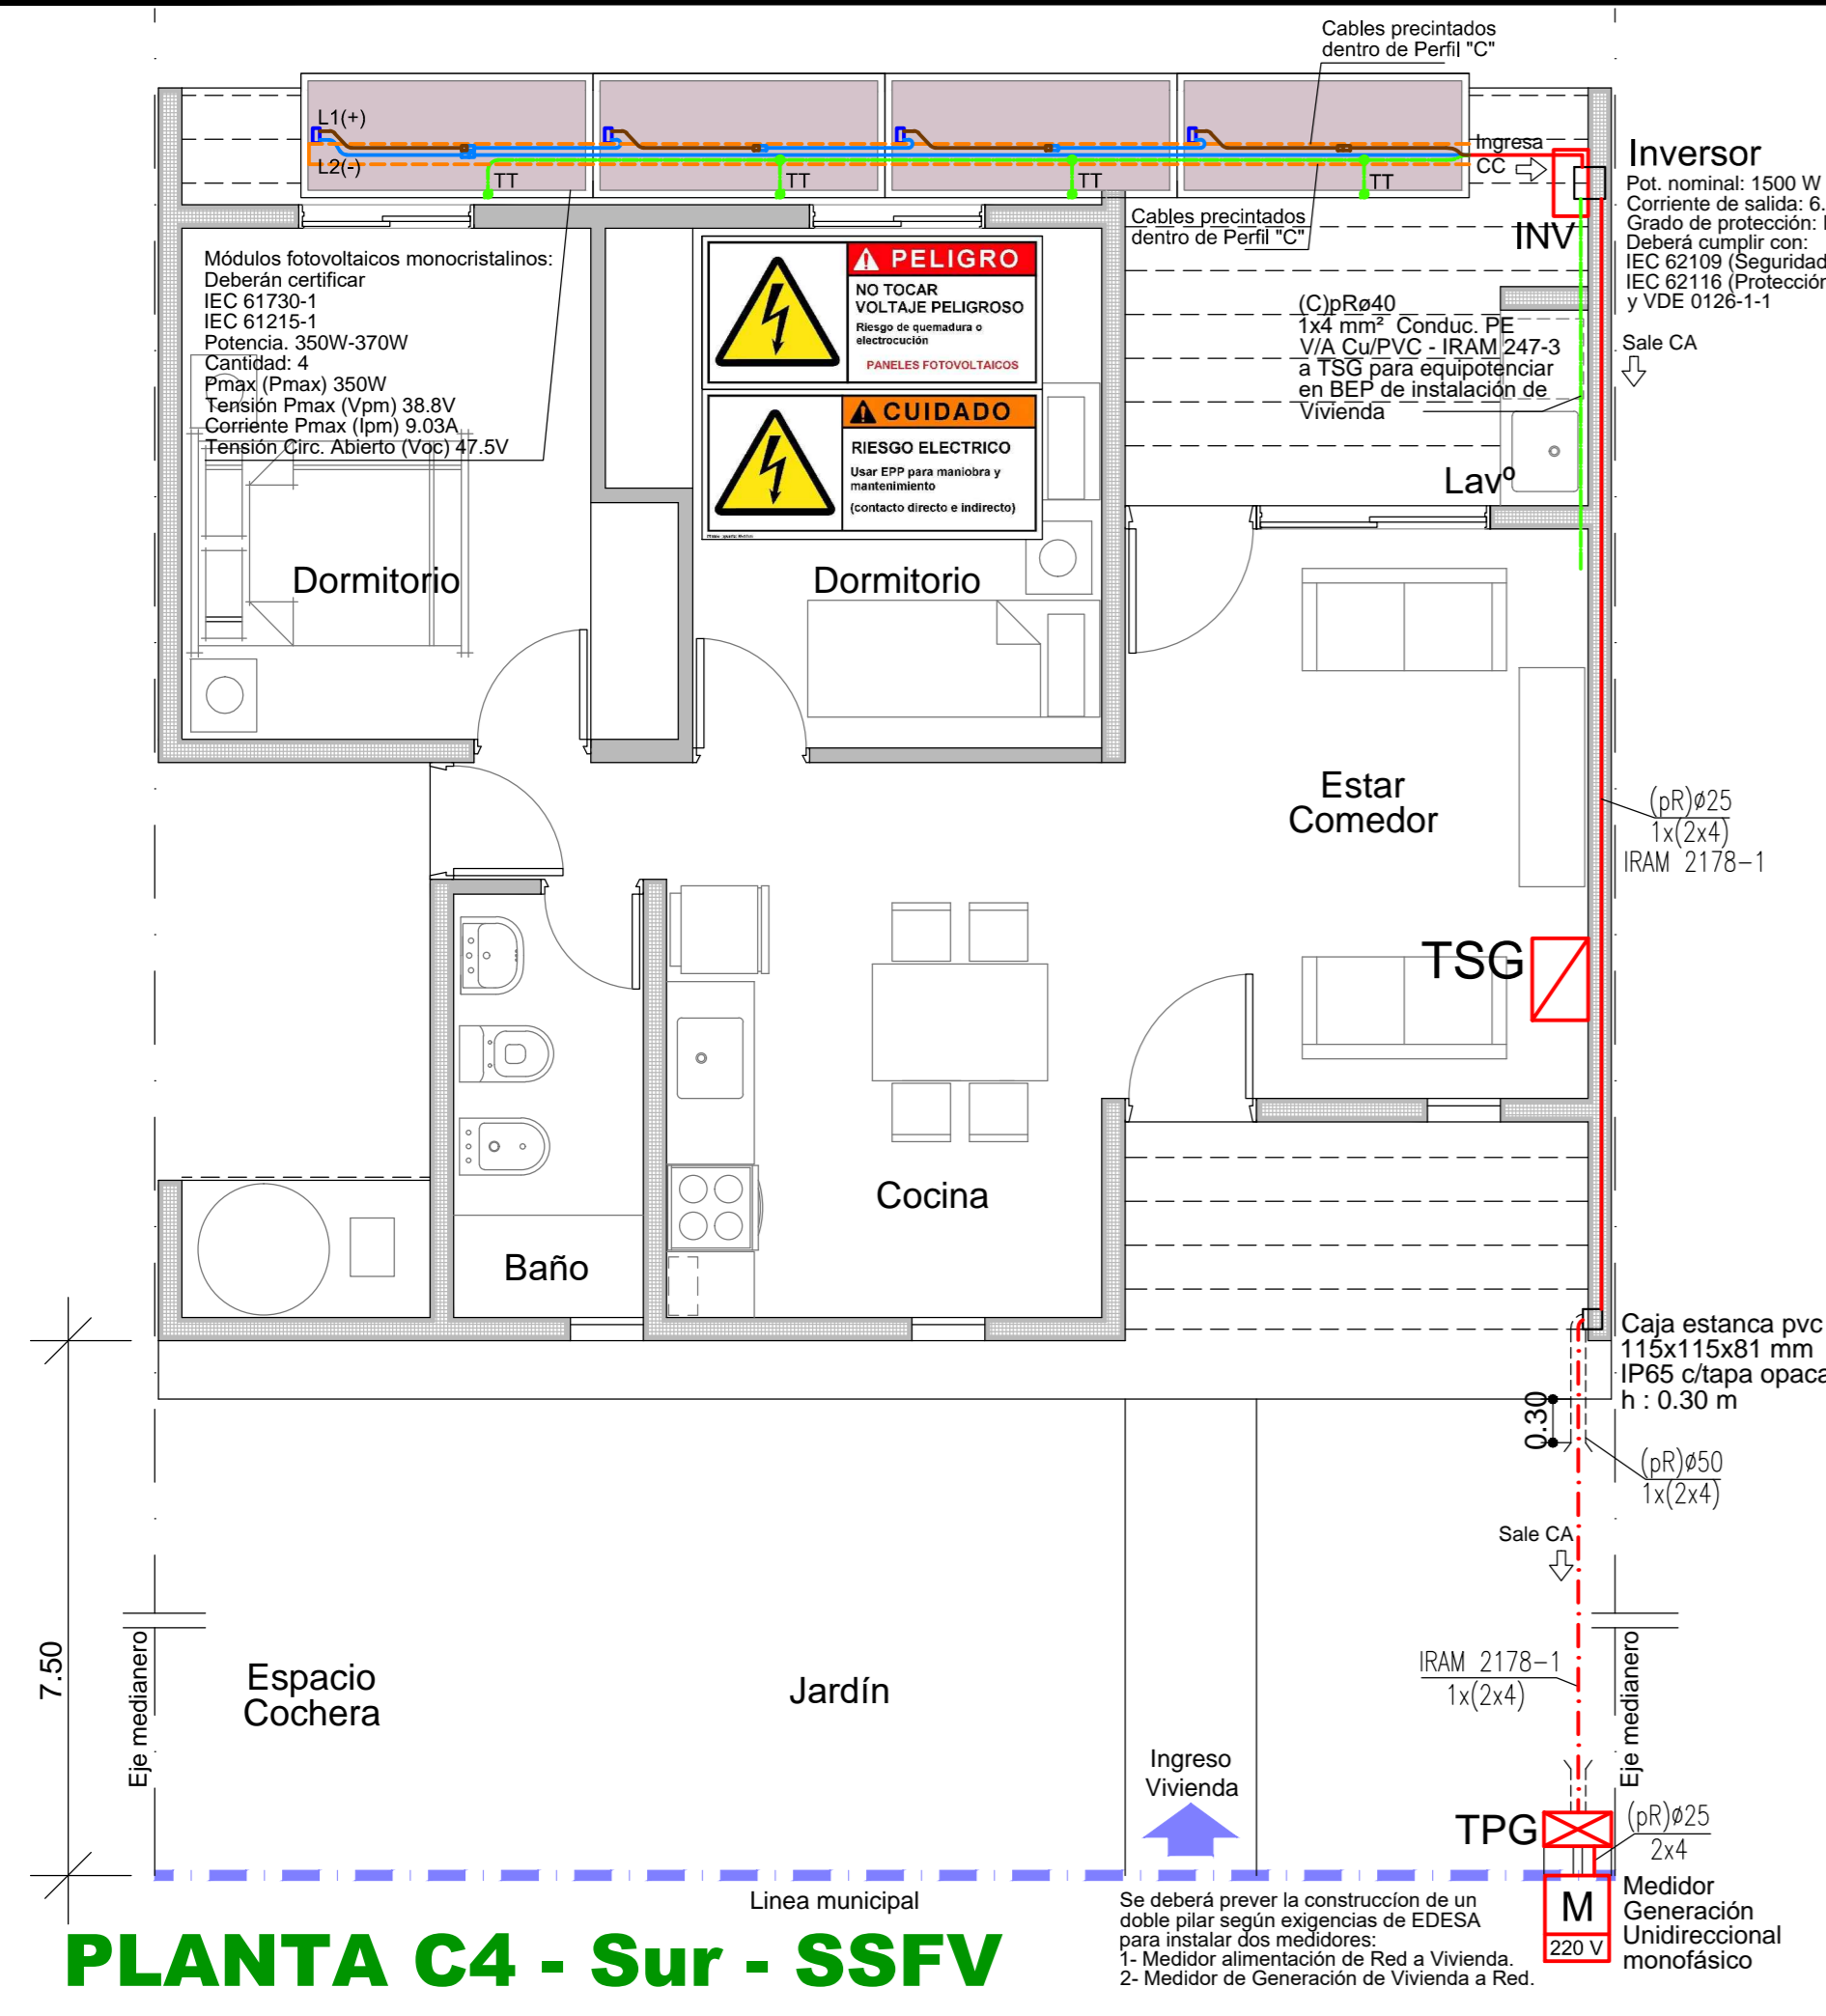 Cables precintados
dentro de Perfil "C"
L1(+)
L2(-)
TT
TT
TT
TT
Ingresa
CC
Inversor
Pot. nominal: 1500 W
Corriente de salida: 6.
Grado de protección:
Deberá cumplir con:
IEC 62109 (Seguridad
IEC 62116 (Protección
y VDE 0126-1-1
INV
Cables precintados
dentro de Perfil "C"
Módulos fotovoltaicos monocristalinos:
Deberán certificar
IEC 61730-1
IEC 61215-1
Potencia. 350W-370W
Cantidad: 4
Pmax (Pmax) 350W
Tensión Pmax (Vpm) 38.8V
Corriente Pmax (Ipm) 9.03A
Tensión Circ. Abierto (Voc) 47.5V
PELIGRO
NO TOCAR
VOLTAJE PELIGROSO
Riesgo de quemadura o
electrocución
PANELES FOTOVOLTAICOS
CUIDADO
RIESGO ELECTRICO
Usar EPP para maniobra y
mantenimiento
(contacto directo e indirecto)
(C)pRø40
1x4 mm² Conduc. PE
V/A Cu/PVC - IRAM 247-3
a TSG para equipotenciar
en BEP de instalación de
Vivienda
Sale CA
Lavº
Dormitorio
Dormitorio
Estar
Comedor
(pR)ø25
1x(2x4)
IRAM 2178-1
TSG
Cocina
Baño
Caja estanca pvc
115x115x81 mm
IP65 c/tapa opaca
h : 0.30 m
0.30
(pR)ø50
1x(2x4)
Sale CA
7.50
Eje medianero
Espacio
Cochera
Jardín
IRAM 2178-1
1x(2x4)
Eje medianero
Ingreso
Vivienda
TPG
(pR)ø25
2x4
Linea municipal
Se deberá prever la construccíon de un
doble pilar según exigencias de EDESA
para instalar dos medidores:
1- Medidor alimentación de Red a Vivienda.
2- Medidor de Generación de Vivienda a Red.
M
220 V
Medidor
Generación
Unidireccional
monofásico
PLANTA C4 - Sur - SSFV